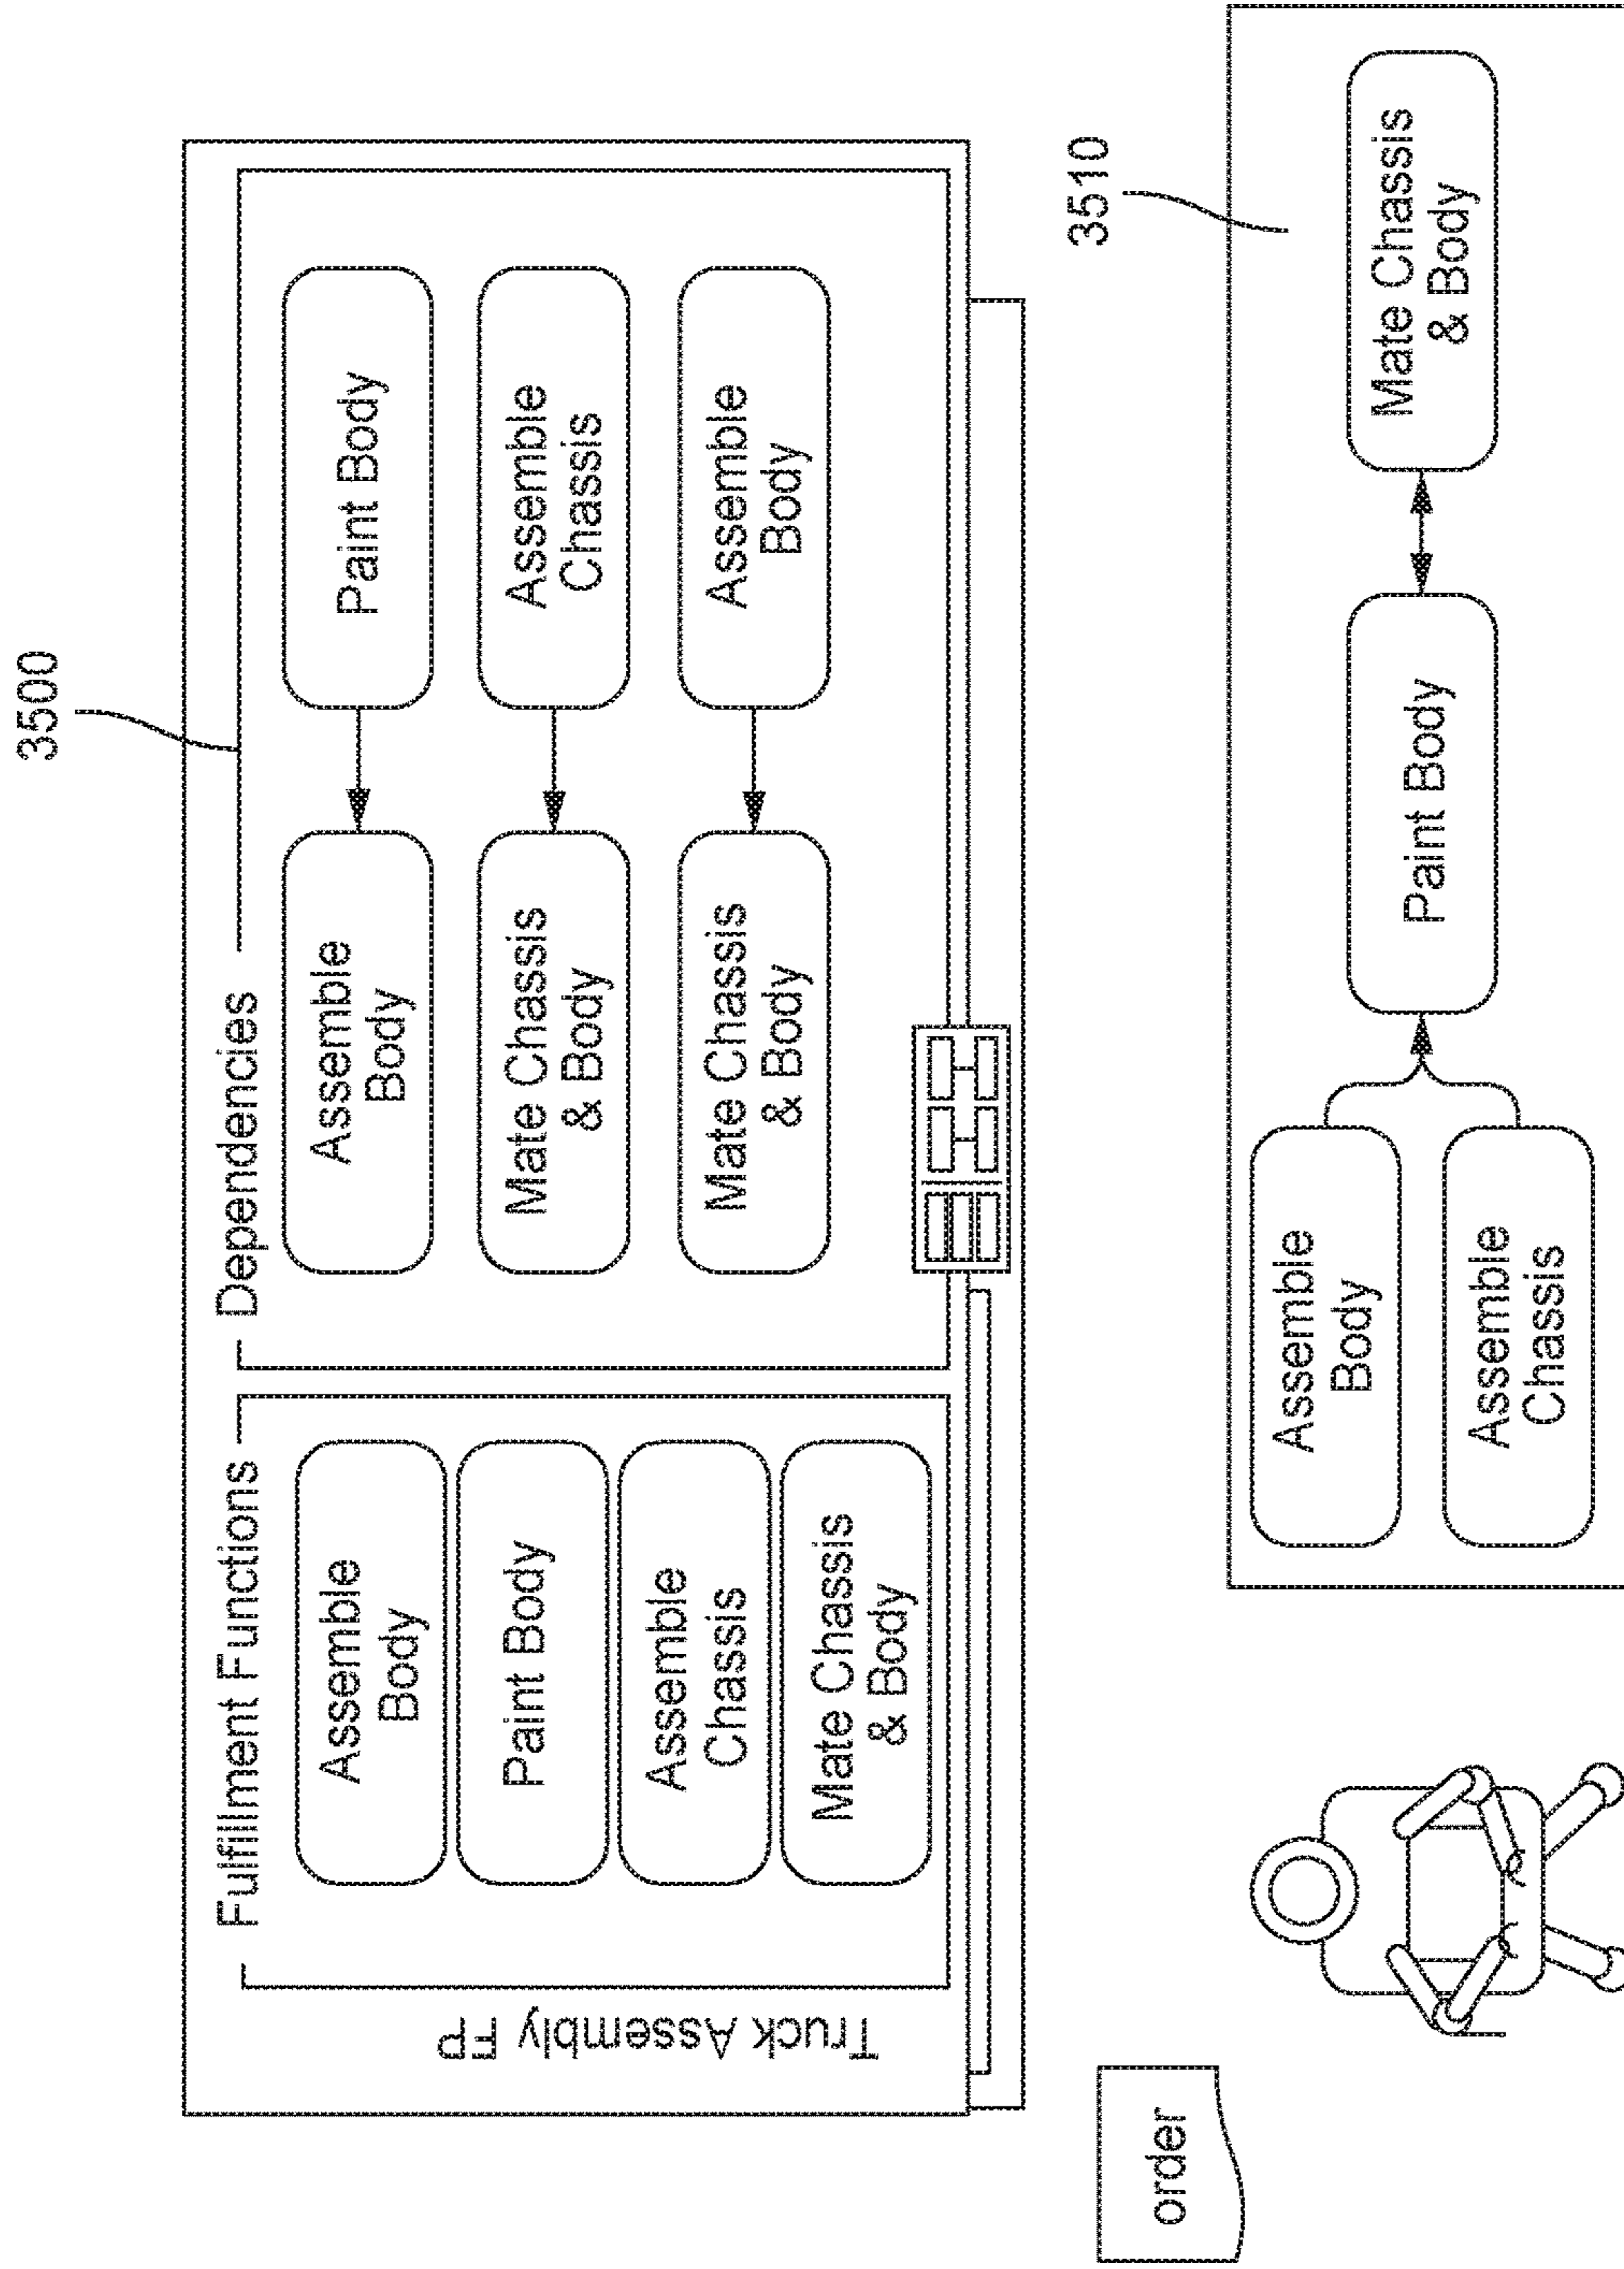 3500
Truck Assembly FP
Fulfillment Functions
Assemble
Body
Paint Body
Assemble
Chassis
Mate Chassis
& Body
Dependencies
Assemble
Body
Paint Body
Mate Chassis
& Body
Assemble
Chassis
Mate Chassis
& Body
Assemble
Body
order
3510
Assemble
Body
Assemble
Chassis
Paint Body
Mate Chassis
& Body